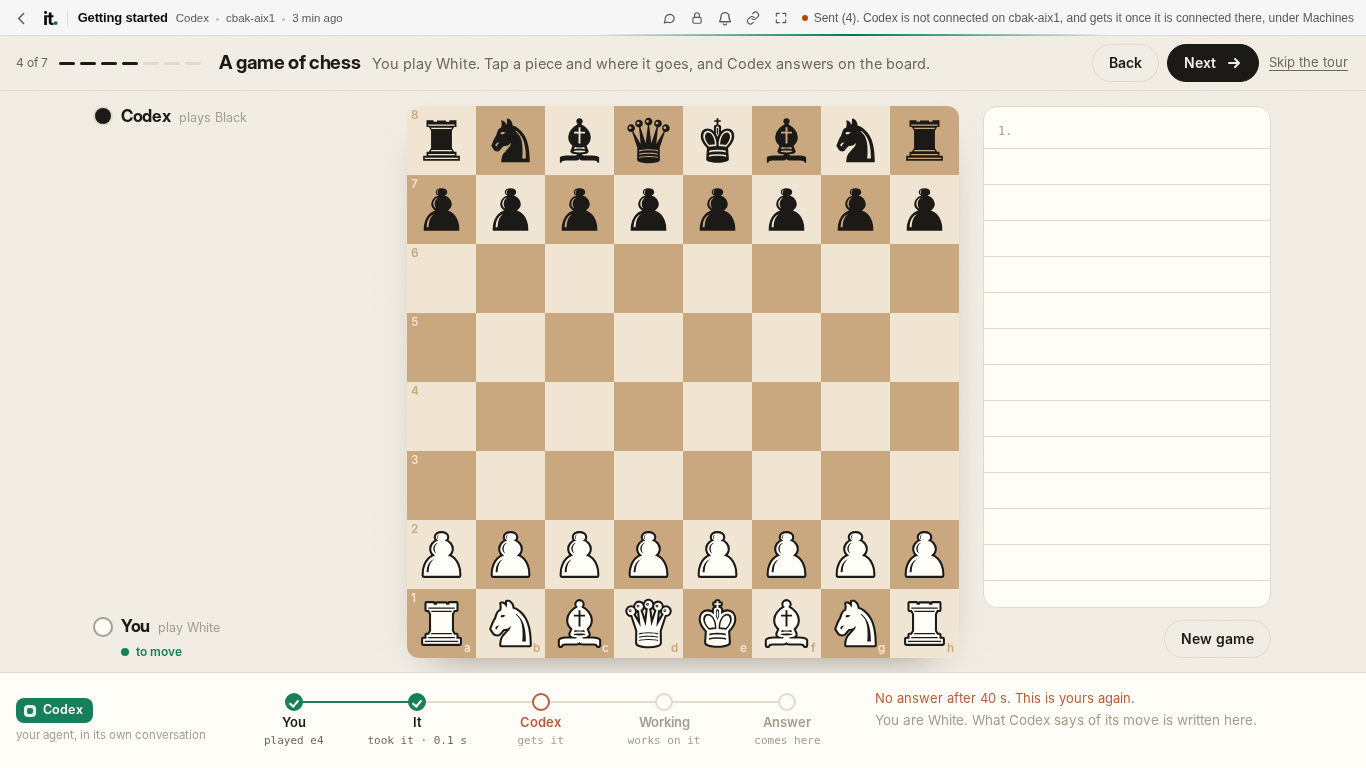 it. Getting started Codex • cbak-aix1 • 3 min ago
Sent (4). Codex is not connected on cbak-aix1, and gets it once it is connected there, under Machines
4 of 7 A game of chess You play White. Tap a piece and where it goes, and Codex answers on the board. Back Next Skip the tour
Codex plays Black
8
7
6
5
4
3
2
1
a b c d e f g h
1.
You play White
to move
New game
Codex
your agent, in its own conversation
You It Codex Working Answer
played e4 took it · 0.1 s gets it works on it comes here
No answer after 40 s. This is yours again.
You are White. What Codex says of its move is written here.